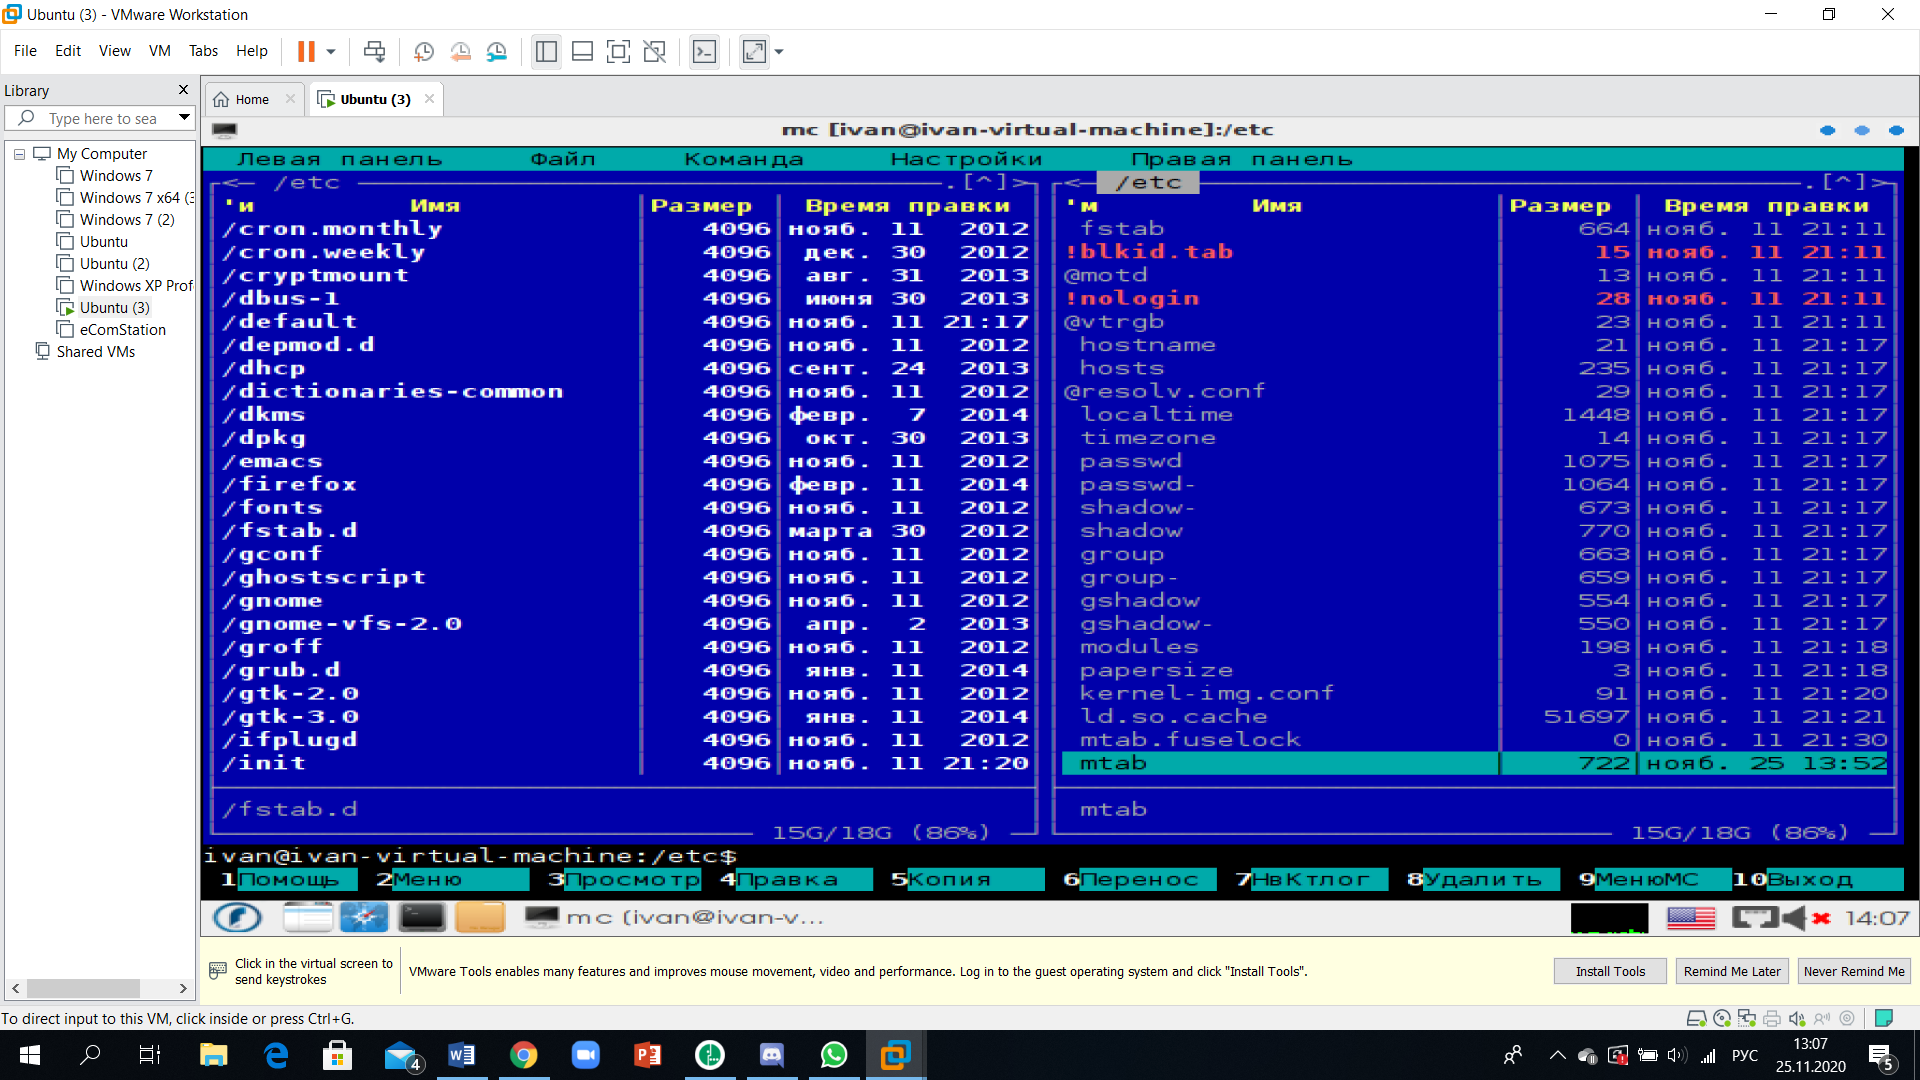 Ubuntu (3) - VMware Workstation
File Edit View VM Tabs Help
Library
Type here to sea
My Computer
Windows 7
Windows 7 x64 (3
Windows 7 (2)
Ubuntu
Ubuntu (2)
Windows XP Prof
Ubuntu (3)
eComStation
Shared VMs
Home Ubuntu (3)
mc [ivan@ivan-virtual-machine]:/etc
Левая панель Файл Команда Настройки Правая панель
<— /etc .[^]> <— /etc .[^]>
'и Имя Размер Время правки 'м Имя Размер Время правки
/cron.monthly 4096 нояб. 11 2012 fstab 664 нояб. 11 21:11
/cron.weekly 4096 дек. 30 2012 !blkid.tab 15 нояб. 11 21:11
/cryptmount 4096 авг. 31 2013 @motd 13 нояб. 11 21:11
/dbus-1 4096 июня 30 2013 !nologin 28 нояб. 11 21:11
/default 4096 нояб. 11 21:17 @vtrgb 23 нояб. 11 21:11
/depmod.d 4096 нояб. 11 2012 hostname 21 нояб. 11 21:17
/dhcp 4096 сент. 24 2013 hosts 235 нояб. 11 21:17
/dictionaries-common 4096 нояб. 11 2012 @resolv.conf 29 нояб. 11 21:17
/dkms 4096 февр. 7 2014 localtime 1448 нояб. 11 21:17
/dpkg 4096 окт. 30 2013 timezone 14 нояб. 11 21:17
/emacs 4096 нояб. 11 2012 passwd 1075 нояб. 11 21:17
/firefox 4096 февр. 11 2014 passwd- 1064 нояб. 11 21:17
/fonts 4096 нояб. 11 2012 shadow- 673 нояб. 11 21:17
/fstab.d 4096 марта 30 2012 shadow 770 нояб. 11 21:17
/gconf 4096 нояб. 11 2012 group 663 нояб. 11 21:17
/ghostscript 4096 нояб. 11 2012 group- 659 нояб. 11 21:17
/gnome 4096 нояб. 11 2012 gshadow 554 нояб. 11 21:17
/gnome-vfs-2.0 4096 апр. 2 2013 gshadow- 550 нояб. 11 21:17
/groff 4096 нояб. 11 2012 modules 198 нояб. 11 21:18
/grub.d 4096 янв. 11 2014 papersize 3 нояб. 11 21:18
/gtk-2.0 4096 нояб. 11 2012 kernel-img.conf 91 нояб. 11 21:20
/gtk-3.0 4096 янв. 11 2014 ld.so.cache 51697 нояб. 11 21:21
/ifplugd 4096 нояб. 11 2012 mtab.fuselock 0 нояб. 11 21:30
/init 4096 нояб. 11 21:20 mtab 722 нояб. 25 13:52
/fstab.d mtab
15G/18G (86%) 15G/18G (86%)
ivan@ivan-virtual-machine:/etc$
1Помощь 2Меню 3Просмотр 4Правка 5Копия 6Перенос 7НвКтлог 8Удалить 9МенюМС 10Выход
mc (ivan@ivan-v... 14:07
Click in the virtual screen to
send keystrokes
VMware Tools enables many features and improves mouse movement, video and performance. Log in to the guest operating system and click "Install Tools".
Install Tools Remind Me Later Never Remind Me
To direct input to this VM, click inside or press Ctrl+G.
4 РУС 13:07
25.11.2020 5